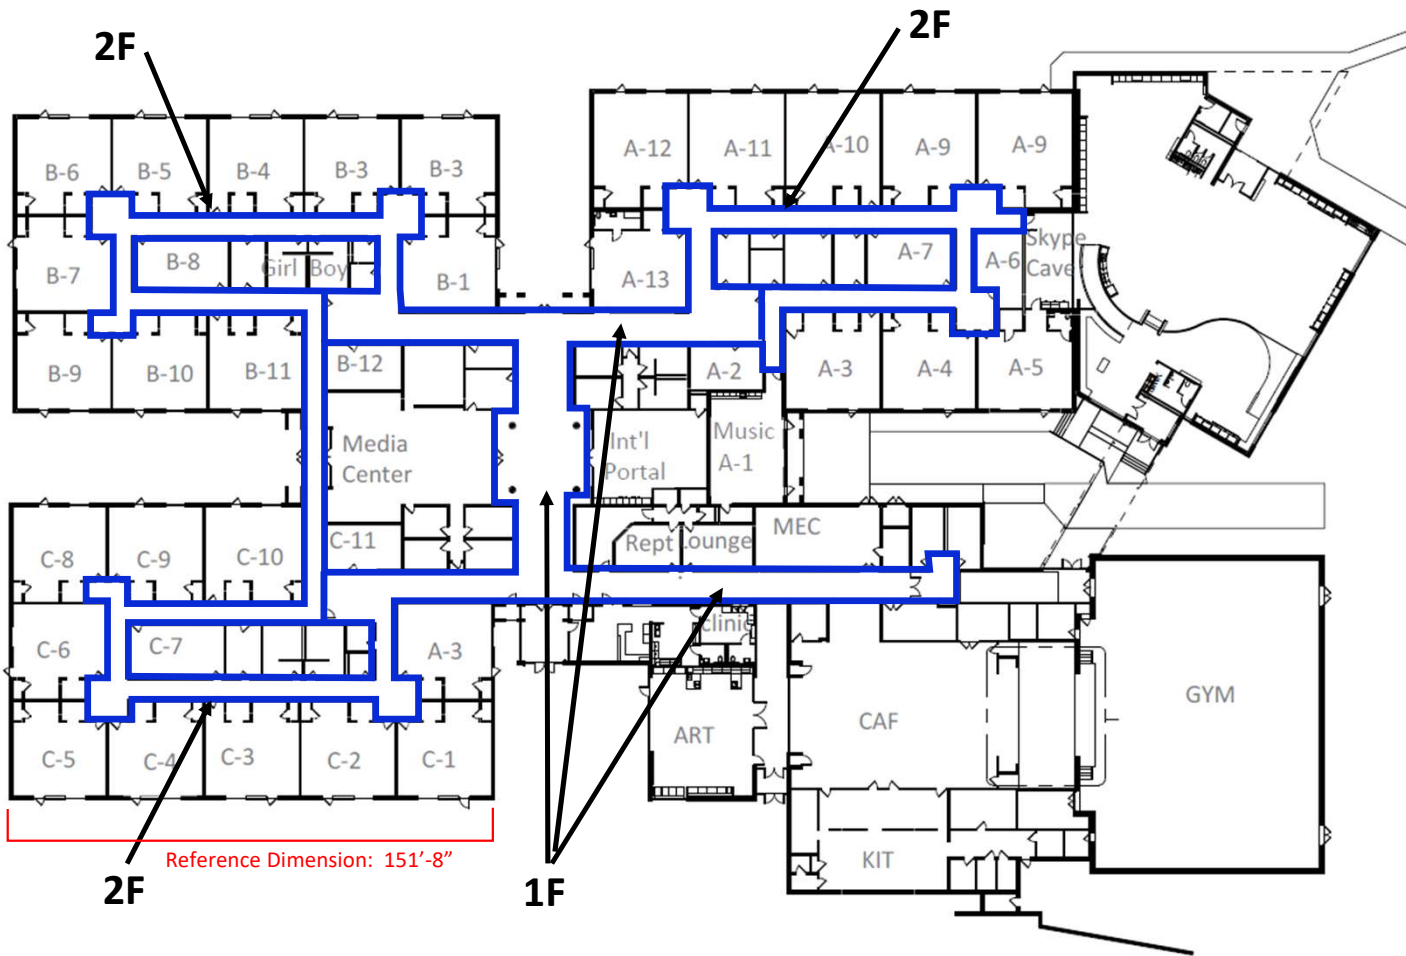 2F
2F
B-6
B-5
B-4
B-3
B-3
A-12
A-11
A-10
A-9
A-9
B-7
B-8
Girl
Boy
B-1
A-13
A-7
A-6
Skype
Cave
B-9
B-10
B-11
B-12
A-2
A-3
A-4
A-5
Media
Center
Int'l
Portal
Music
A-1
C-8
C-9
C-10
C-11
Rept
Lounge
MEC
C-6
C-7
A-3
clinic
C-5
C-4
C-3
C-2
C-1
ART
CAF
GYM
KIT
Reference Dimension: 151’-8”
2F
1F